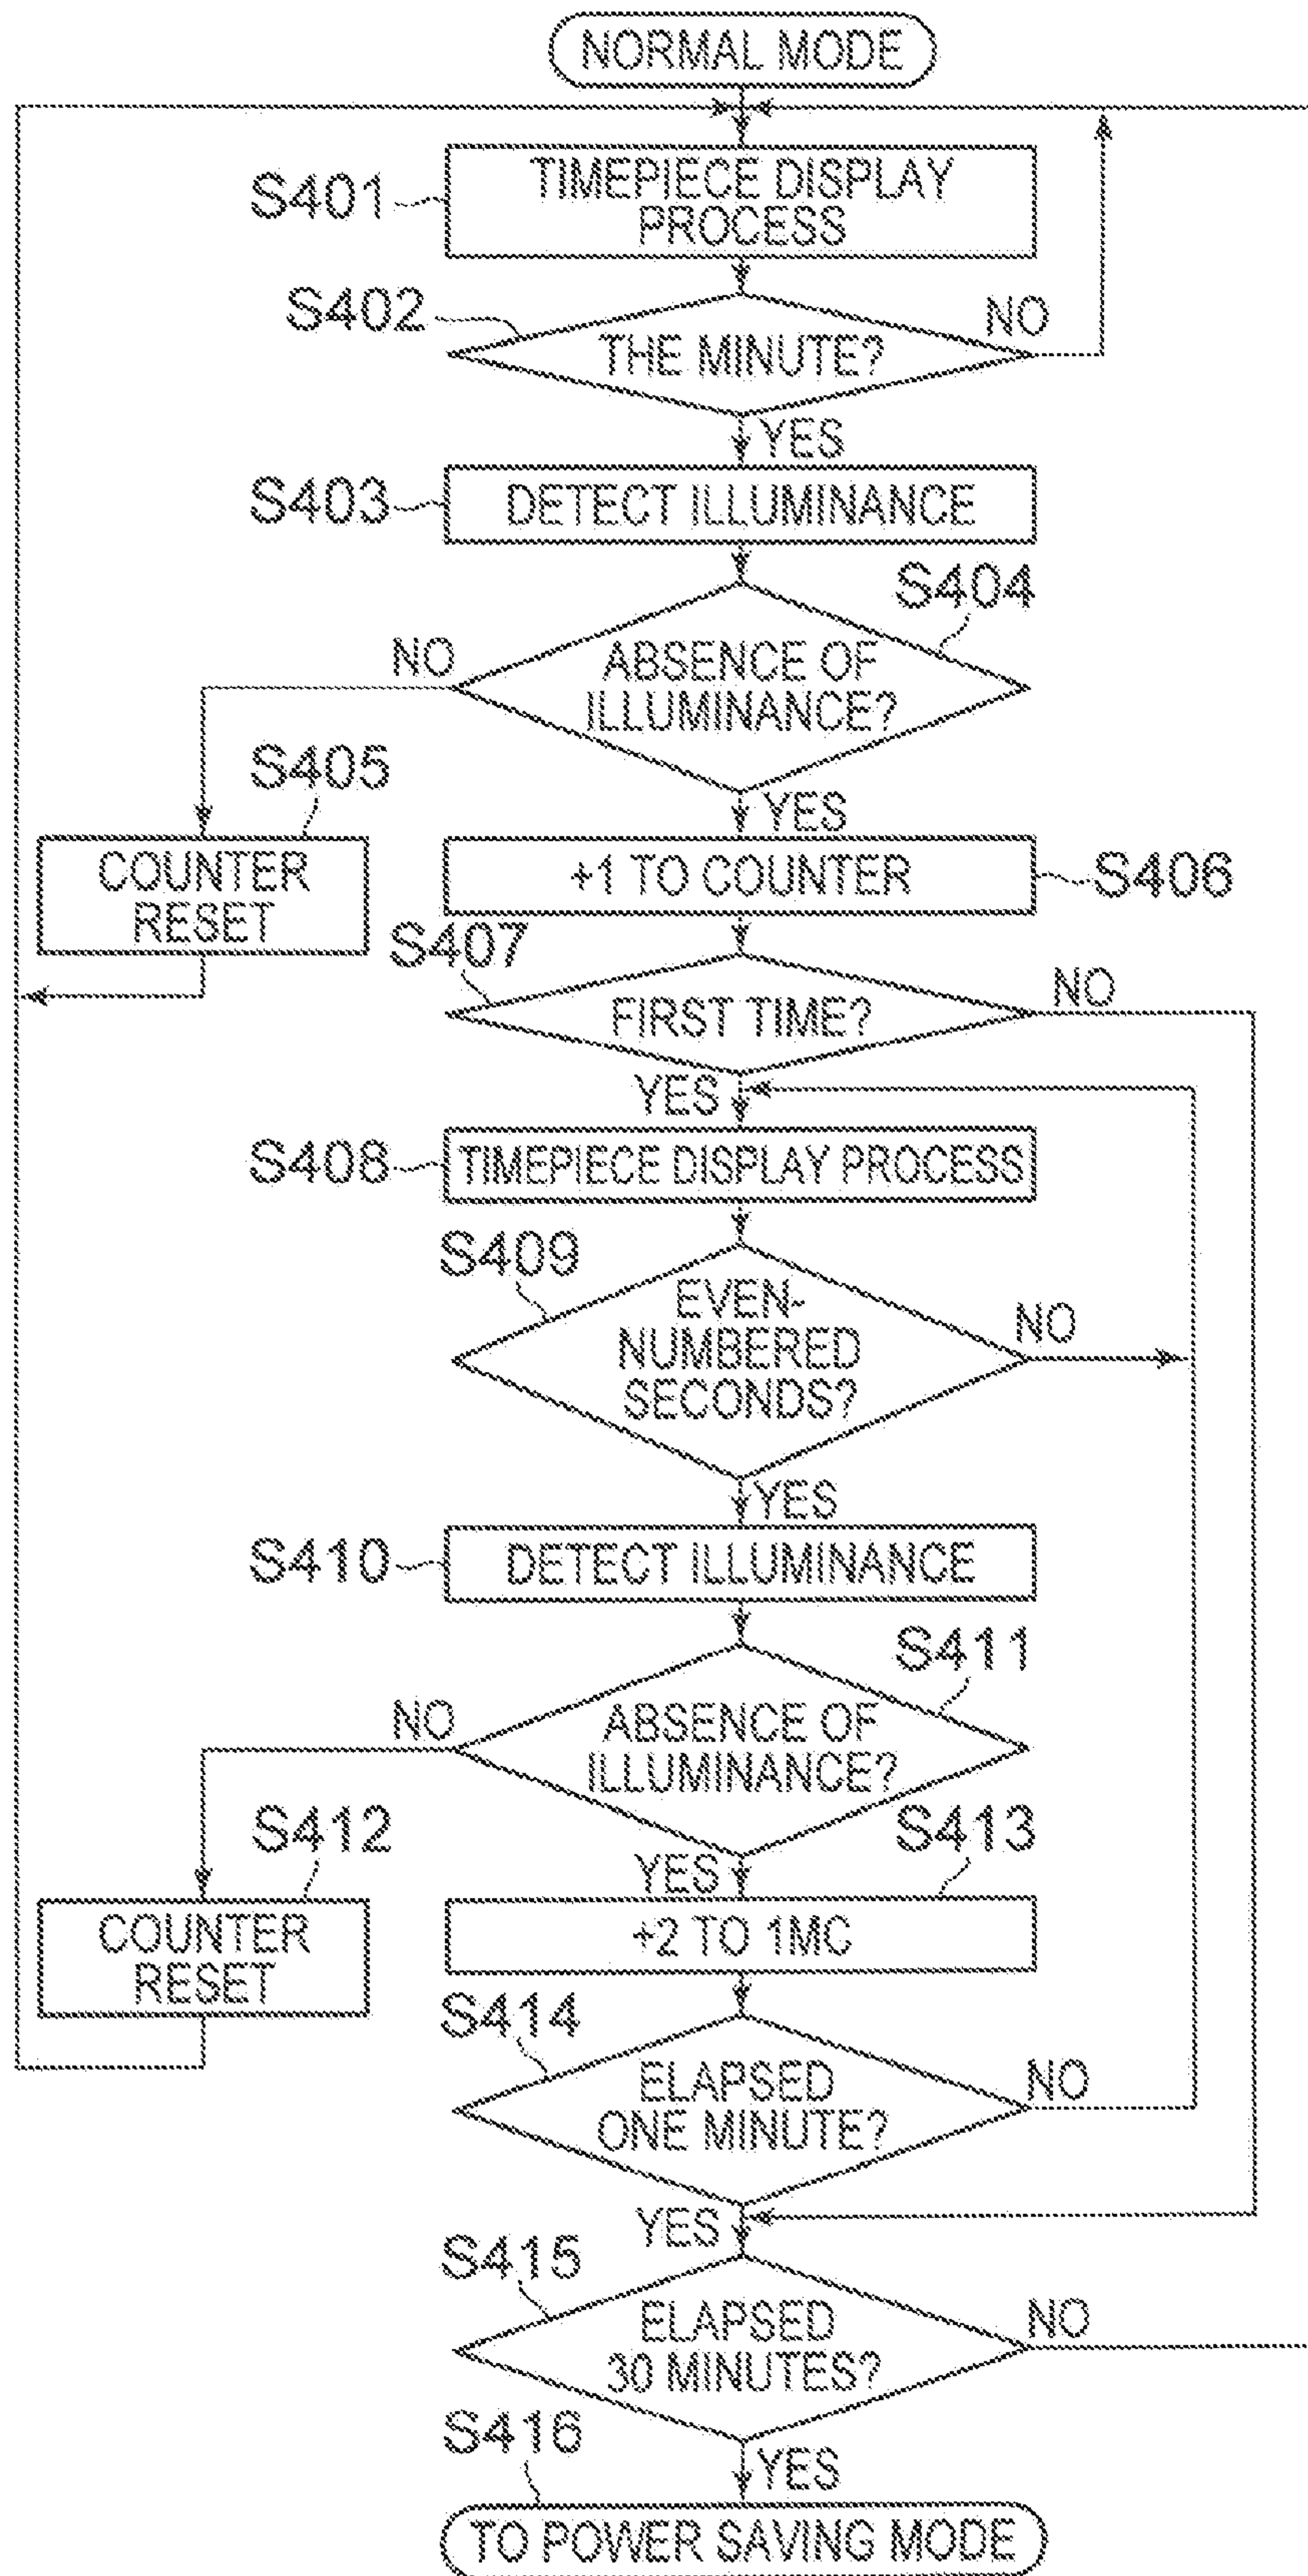 NORMAL MODE
S401
TIMEPIECE DISPLAY
PROCESS
S402
THE MINUTE?
NO
YES
S403
DETECT ILLUMINANCE
S404
ABSENCE OF
ILLUMINANCE?
NO
YES
S405
COUNTER
RESET
+1 TO COUNTER
S406
S407
FIRST TIME?
NO
YES
S408
TIMEPIECE DISPLAY PROCESS
S409
EVEN-
NUMBERED
SECONDS?
NO
YES
S410
DETECT ILLUMINANCE
S411
ABSENCE OF
ILLUMINANCE?
NO
YES
S412
COUNTER
RESET
S413
+2 TO 1MC
S414
ELAPSED
ONE MINUTE?
NO
YES
S415
ELAPSED
30 MINUTES?
NO
YES
S416
TO POWER SAVING MODE